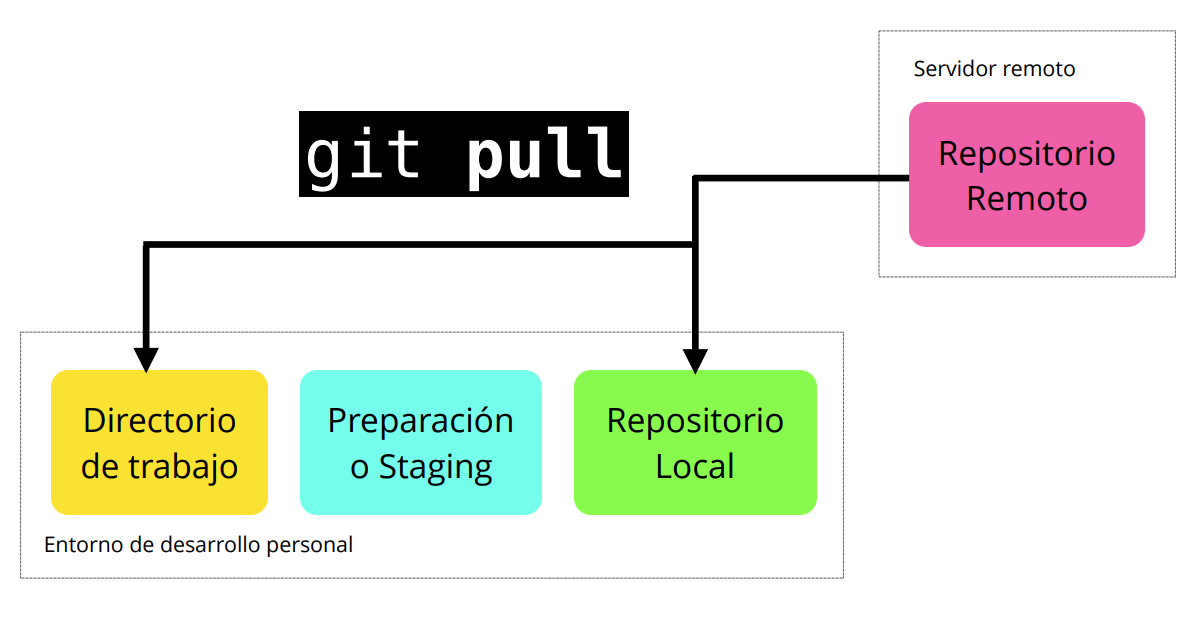 Servidor remoto
git pull
Repositorio
Remoto
Directorio
de trabajo
Preparación
o Staging
Repositorio
Local
Entorno de desarrollo personal